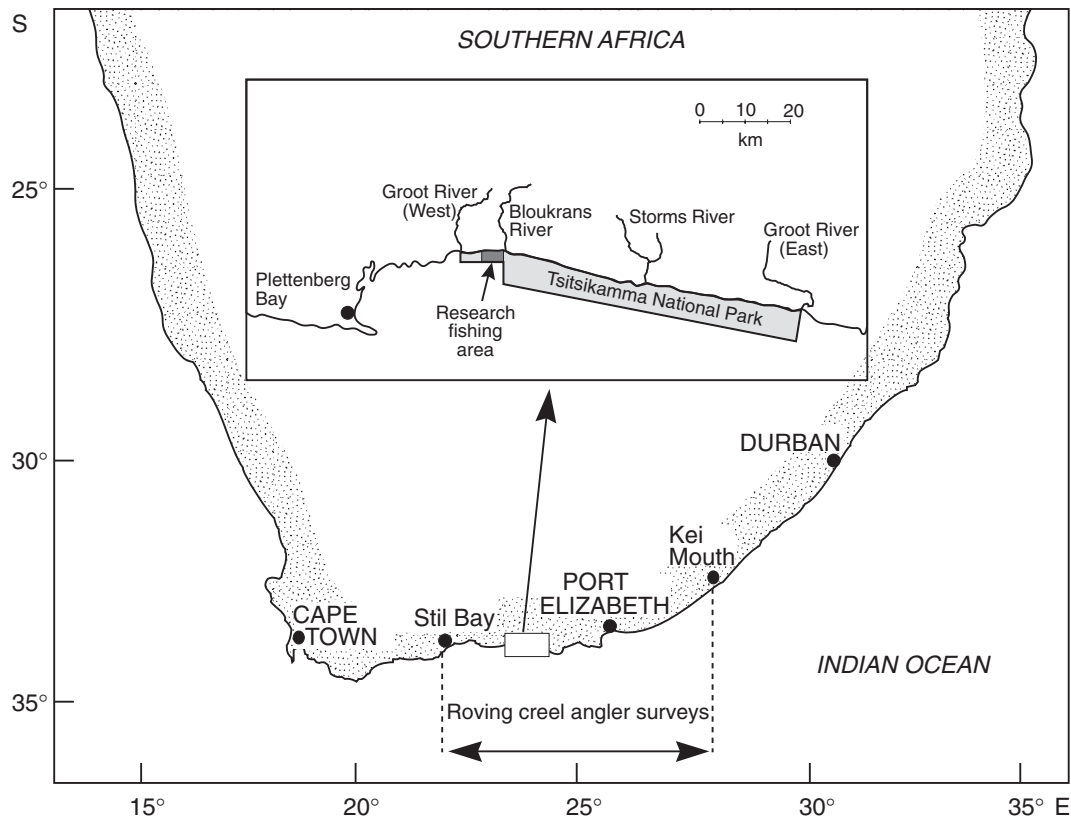 S
SOUTHERN AFRICA
0 10 20
km
Groot River
(West)
Bloukrans
River
Storms River
Groot River
(East)
Plettenberg
Bay
Tsitsikamma National Park
Research
fishing
area
25°
30°
35°
DURBAN
Kei
Mouth
PORT
ELIZABETH
Stil Bay
CAPE
TOWN
INDIAN OCEAN
Roving creel angler surveys
15° 20° 25° 30° 35° E